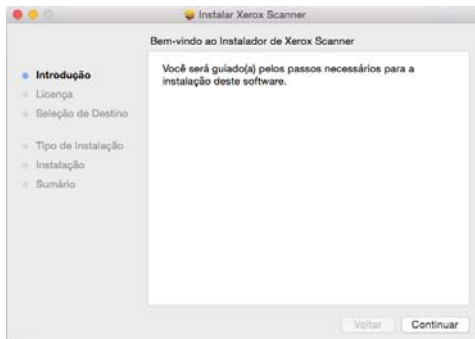 Instalar Xerox Scanner
Bem-vindo ao Instalador de Xerox Scanner
Introdução
Licença
Seleção de Destino
Tipo de Instalação
Instalação
Sumário
Você será guiado(a) pelos passos necessários para a
instalação deste software.
Voltar
Continuar